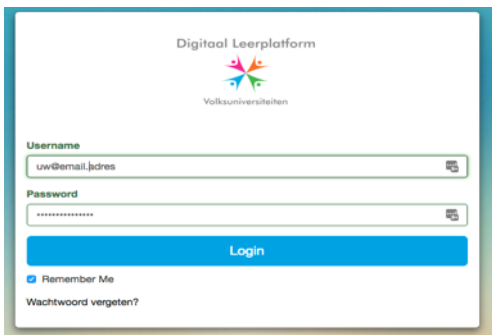 Digitaal Leerplatform
Volksuniversiteiten
Username
uw@email.adres
Password
•••••••••••••••
Login
Remember Me
Wachtwoord vergeten?